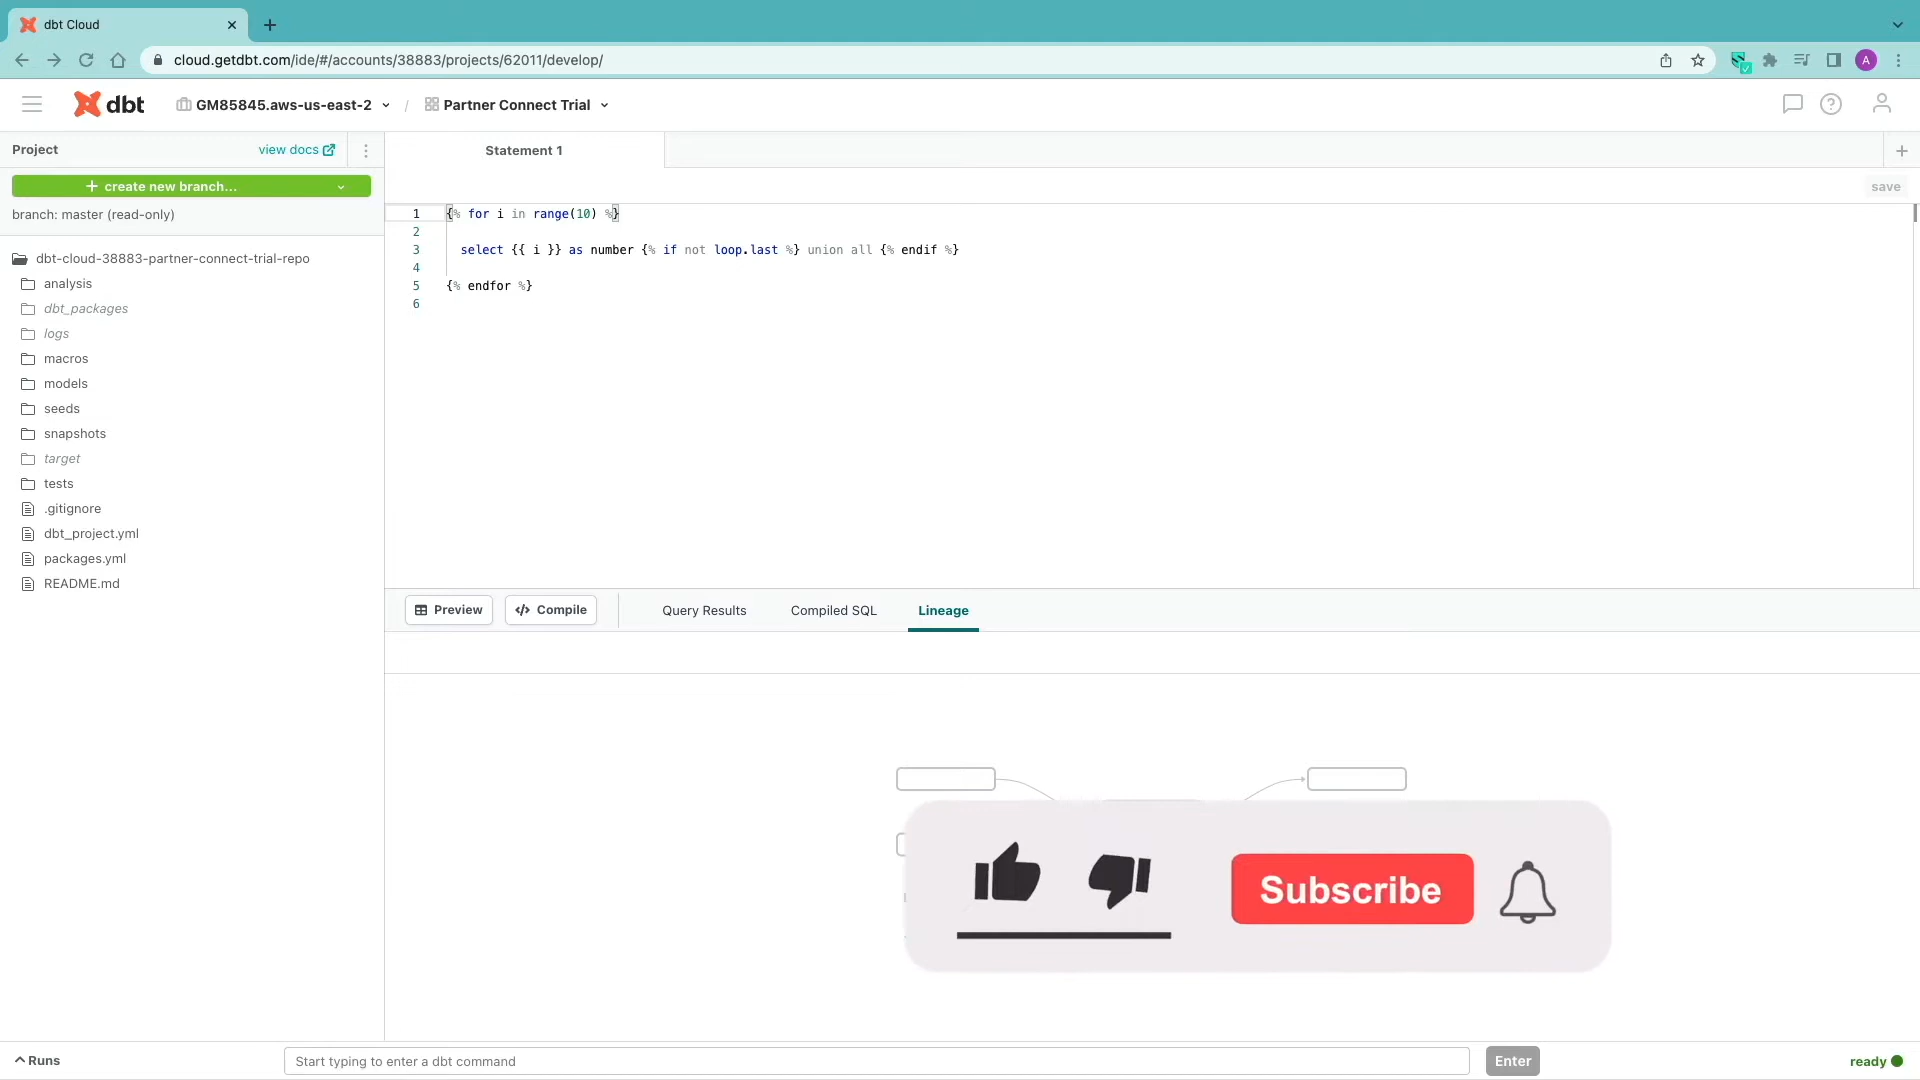 dbt Cloud
cloud.getdbt.com/ide/#/accounts/38883/projects/62011/develop/
A
dbt GM85845.aws-us-east-2 / Partner Connect Trial
Project view docs
Statement 1
+ create new branch...
save
branch: master (read-only)
1 {% for i in range(10) %}
2
3 select {{ i }} as number {% if not loop.last %} union all {% endif %}
4
5 {% endfor %}
6
dbt-cloud-38883-partner-connect-trial-repo
analysis
dbt_packages
logs
macros
models
seeds
snapshots
target
tests
.gitignore
dbt_project.yml
packages.yml
README.md
Preview </> Compile Query Results Compiled SQL Lineage
Subscribe
Runs
Start typing to enter a dbt command
Enter
ready